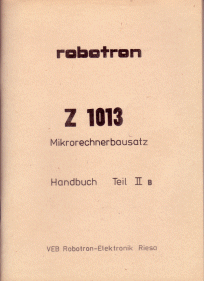 robotron
Z 1013
Mikrorechnerbausatz
Handbuch Teil II B
VEB Robotron-Elektronik Riesa